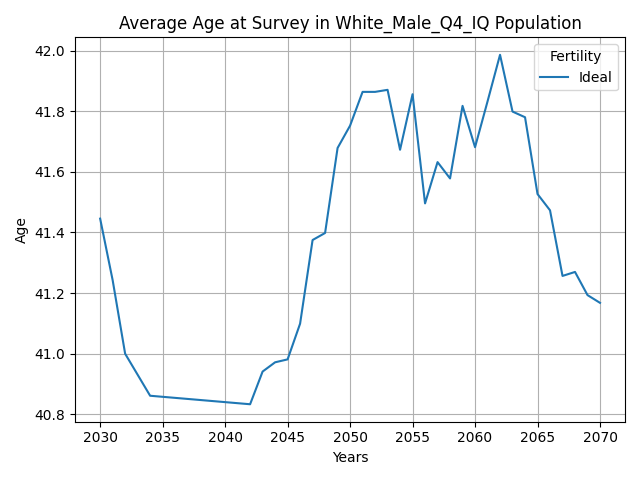 Average Age at Survey in White_Male_Q4_IQ Population
Fertility
Ideal
42.0
41.8
41.6
41.4
41.2
41.0
40.8
Age
2030 2035 2040 2045 2050 2055 2060 2065 2070
Years